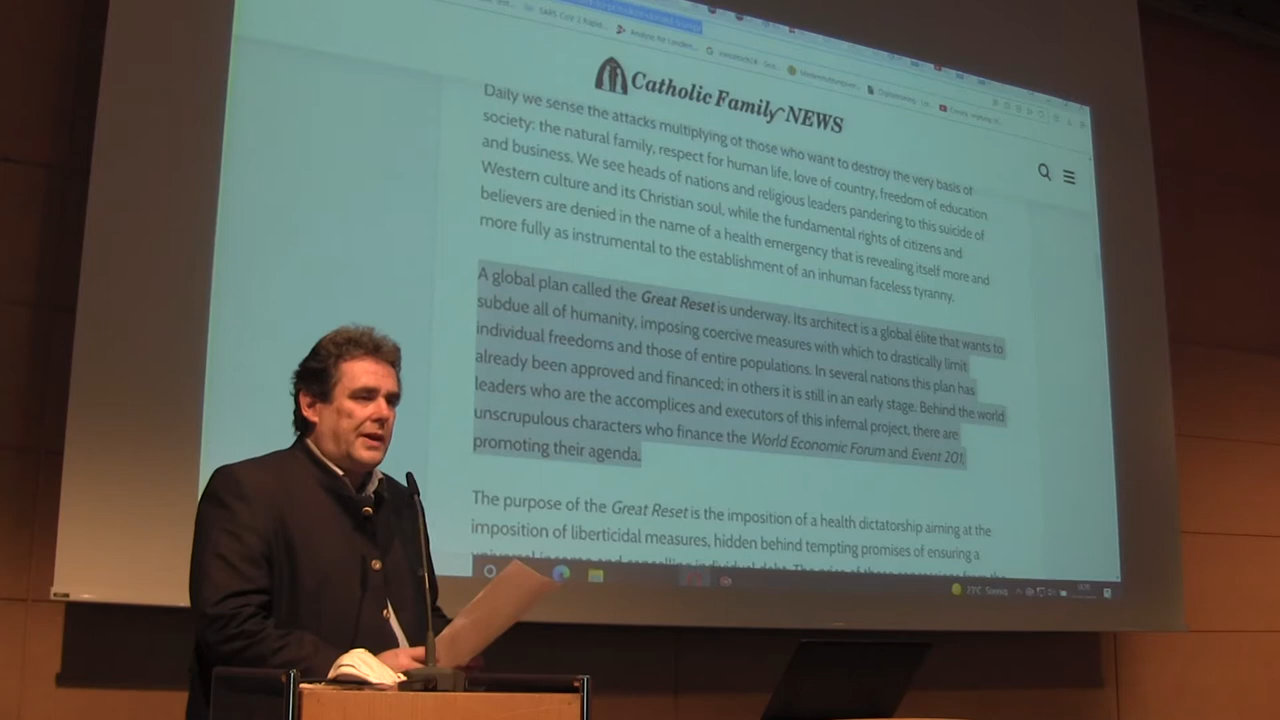 SARS CoV 2 Rapid...
Catholic Family NEWS
Daily we sense the attacks multiplying of those who want to destroy the very basis of
society: the natural family, respect for human life, love of country, freedom of education
and business. We see heads of nations and religious leaders pandering to this suicide of
Western culture and its Christian soul, while the fundamental rights of citizens and
believers are denied in the name of a health emergency that is revealing itself more and
more fully as instrumental to the establishment of an inhuman faceless tyranny.
A global plan called the Great Reset is underway. Its architect is a global élite that wants to
subdue all of humanity, imposing coercive measures with which to drastically limit
individual freedoms and those of entire populations. In several nations this plan has
already been approved and financed; in others it is still in an early stage. Behind the world
leaders who are the accomplices and executors of this infernal project, there are
unscrupulous characters who finance the World Economic Forum and Event 201,
promoting their agenda.
The purpose of the Great Reset is the imposition of a health dictatorship aiming at the
imposition of liberticidal measures, hidden behind tempting promises of ensuring a
23°C Sonnig